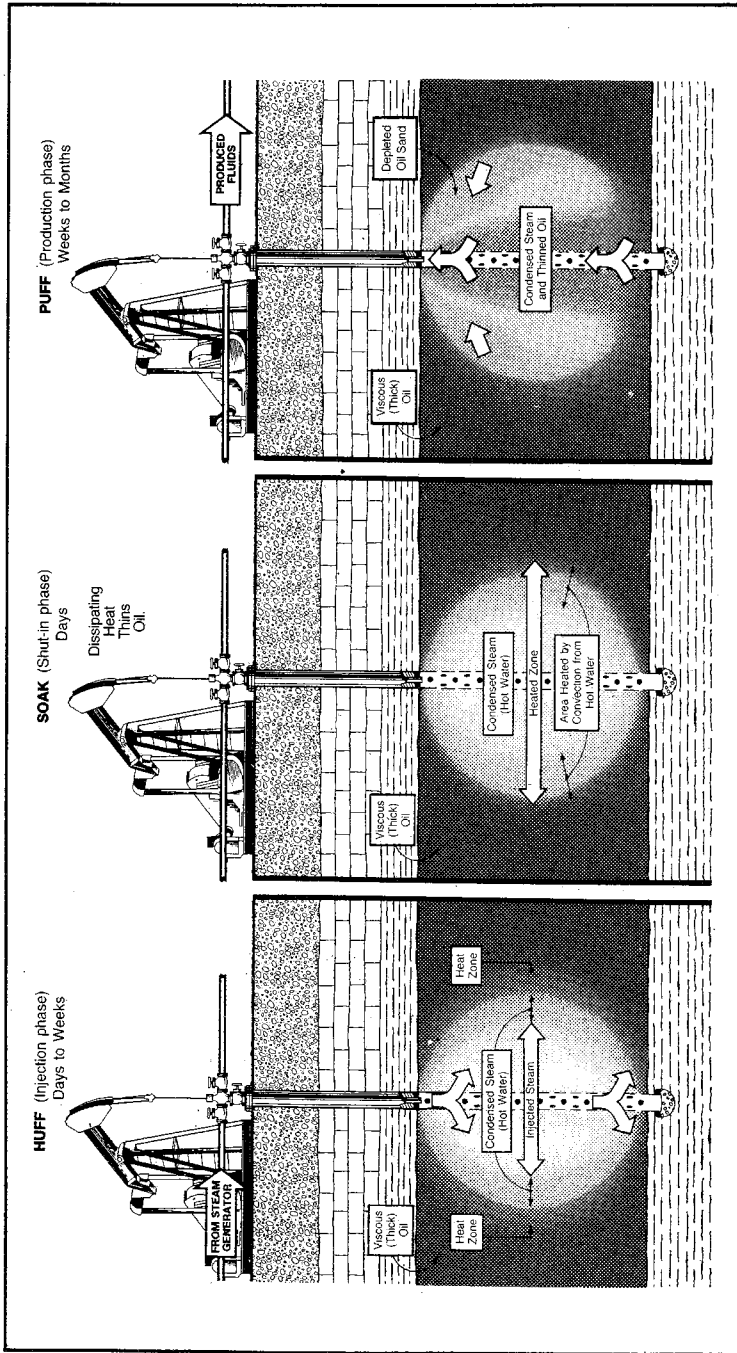 HUFF (Injection phase)
Days to Weeks
FROM STEAM
GENERATOR
Viscous
(Thick)
Oil
Heat
Zone
Condensed Steam
(Hot Water)
Injected Steam
Heat
Zone
SOAK (Shut-in phase)
Days
Dissipating
Heat
Thins
Oil.
Viscous
(Thick)
Oil
Condensed Steam
(Hot Water)
Heated Zone
Area Heated by
Convection from
Hot Water
PUFF (Production phase)
Weeks to Months
PRODUCED
FLUIDS
Viscous
(Thick)
Oil
Depleted
Oil Sand
Condensed Steam
and Thinned Oil